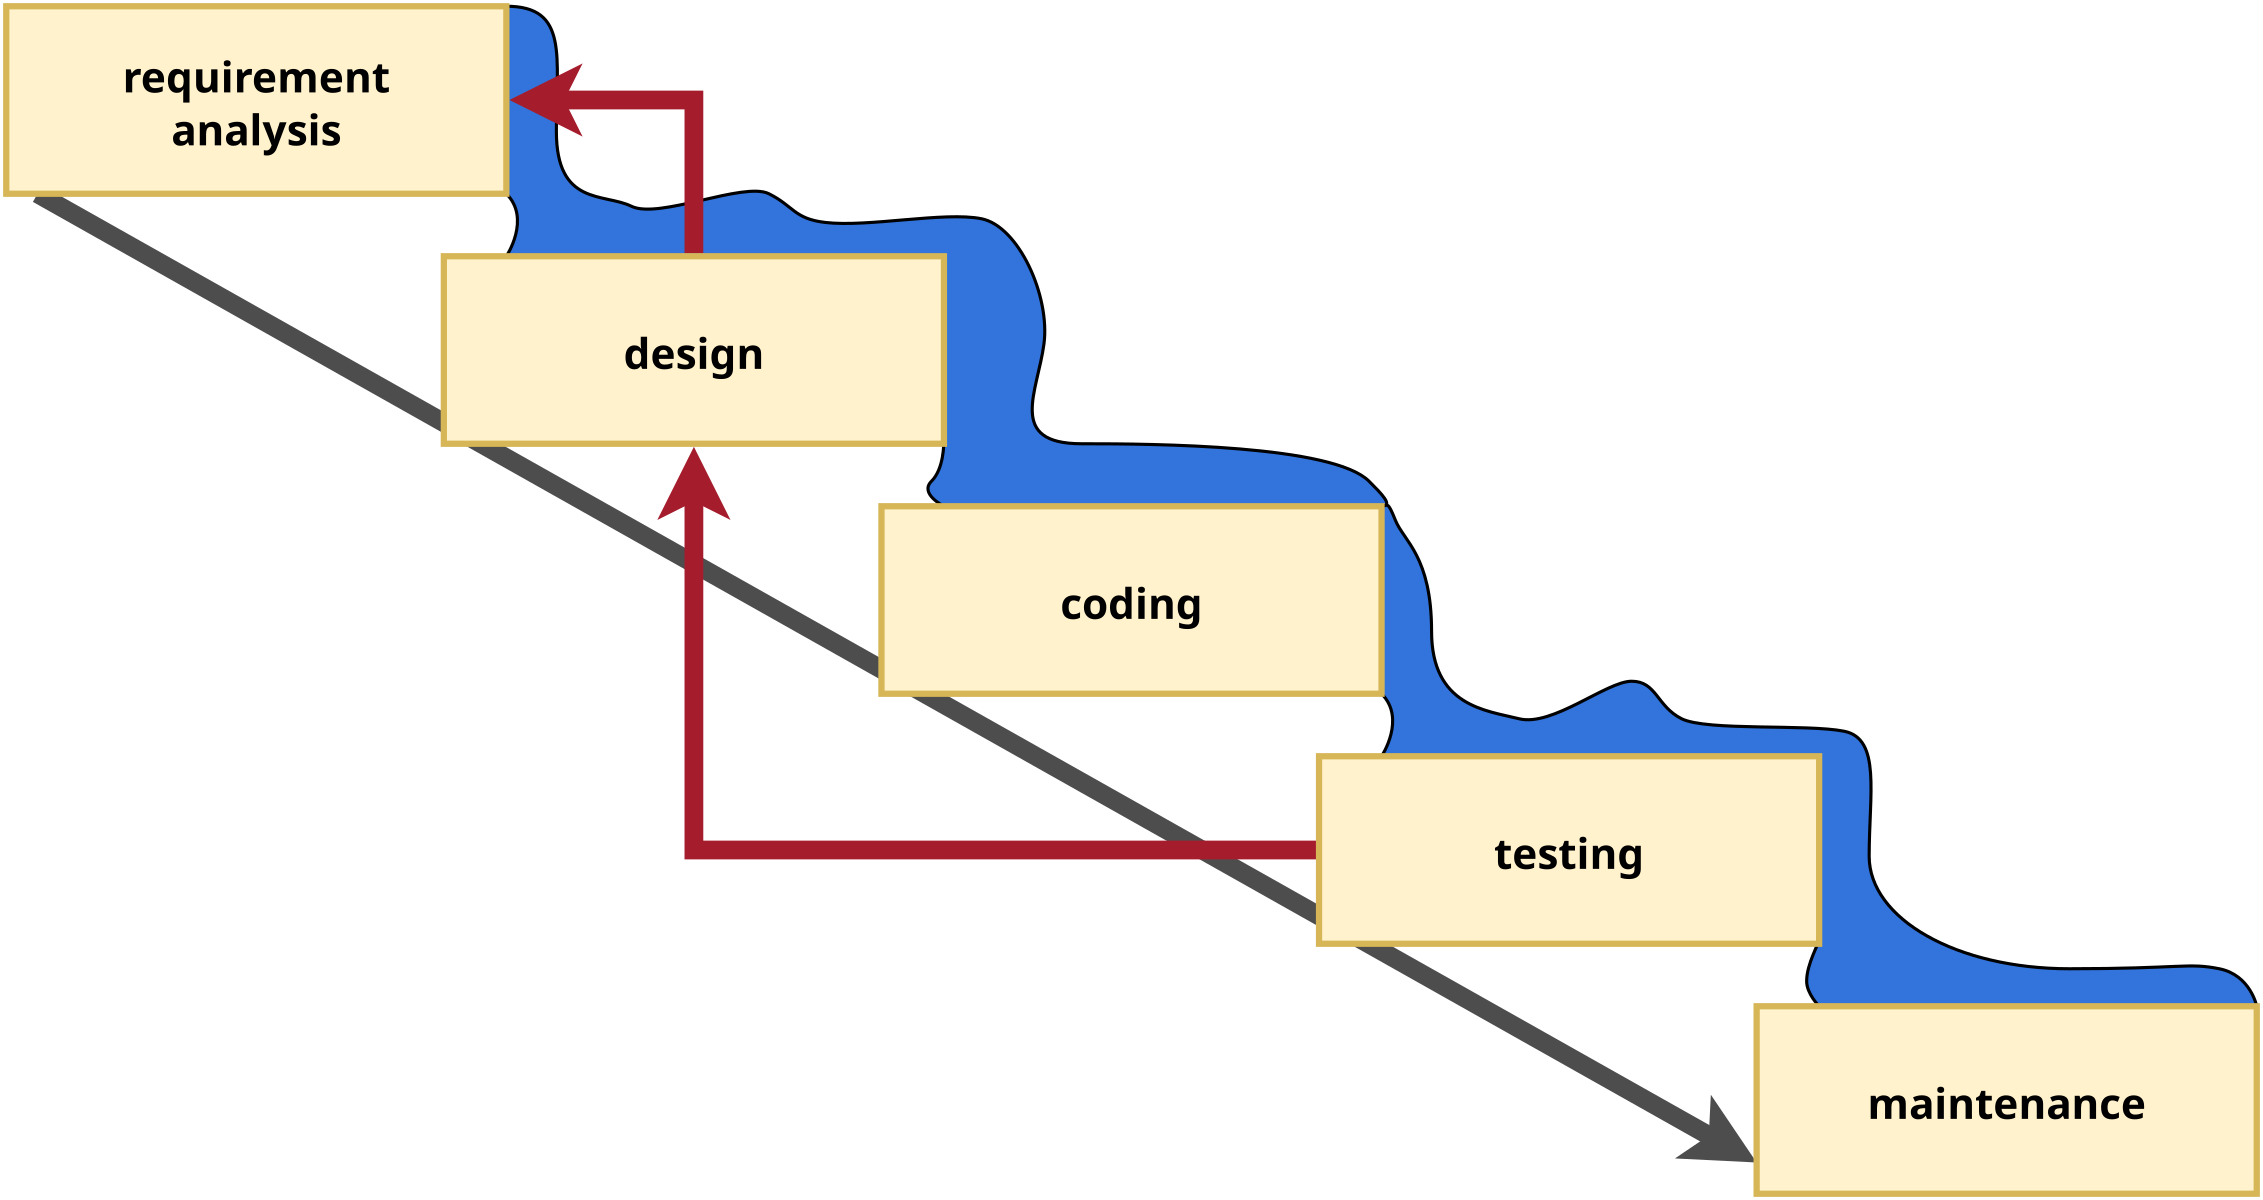 requirement
analysis
design
coding
testing
maintenance